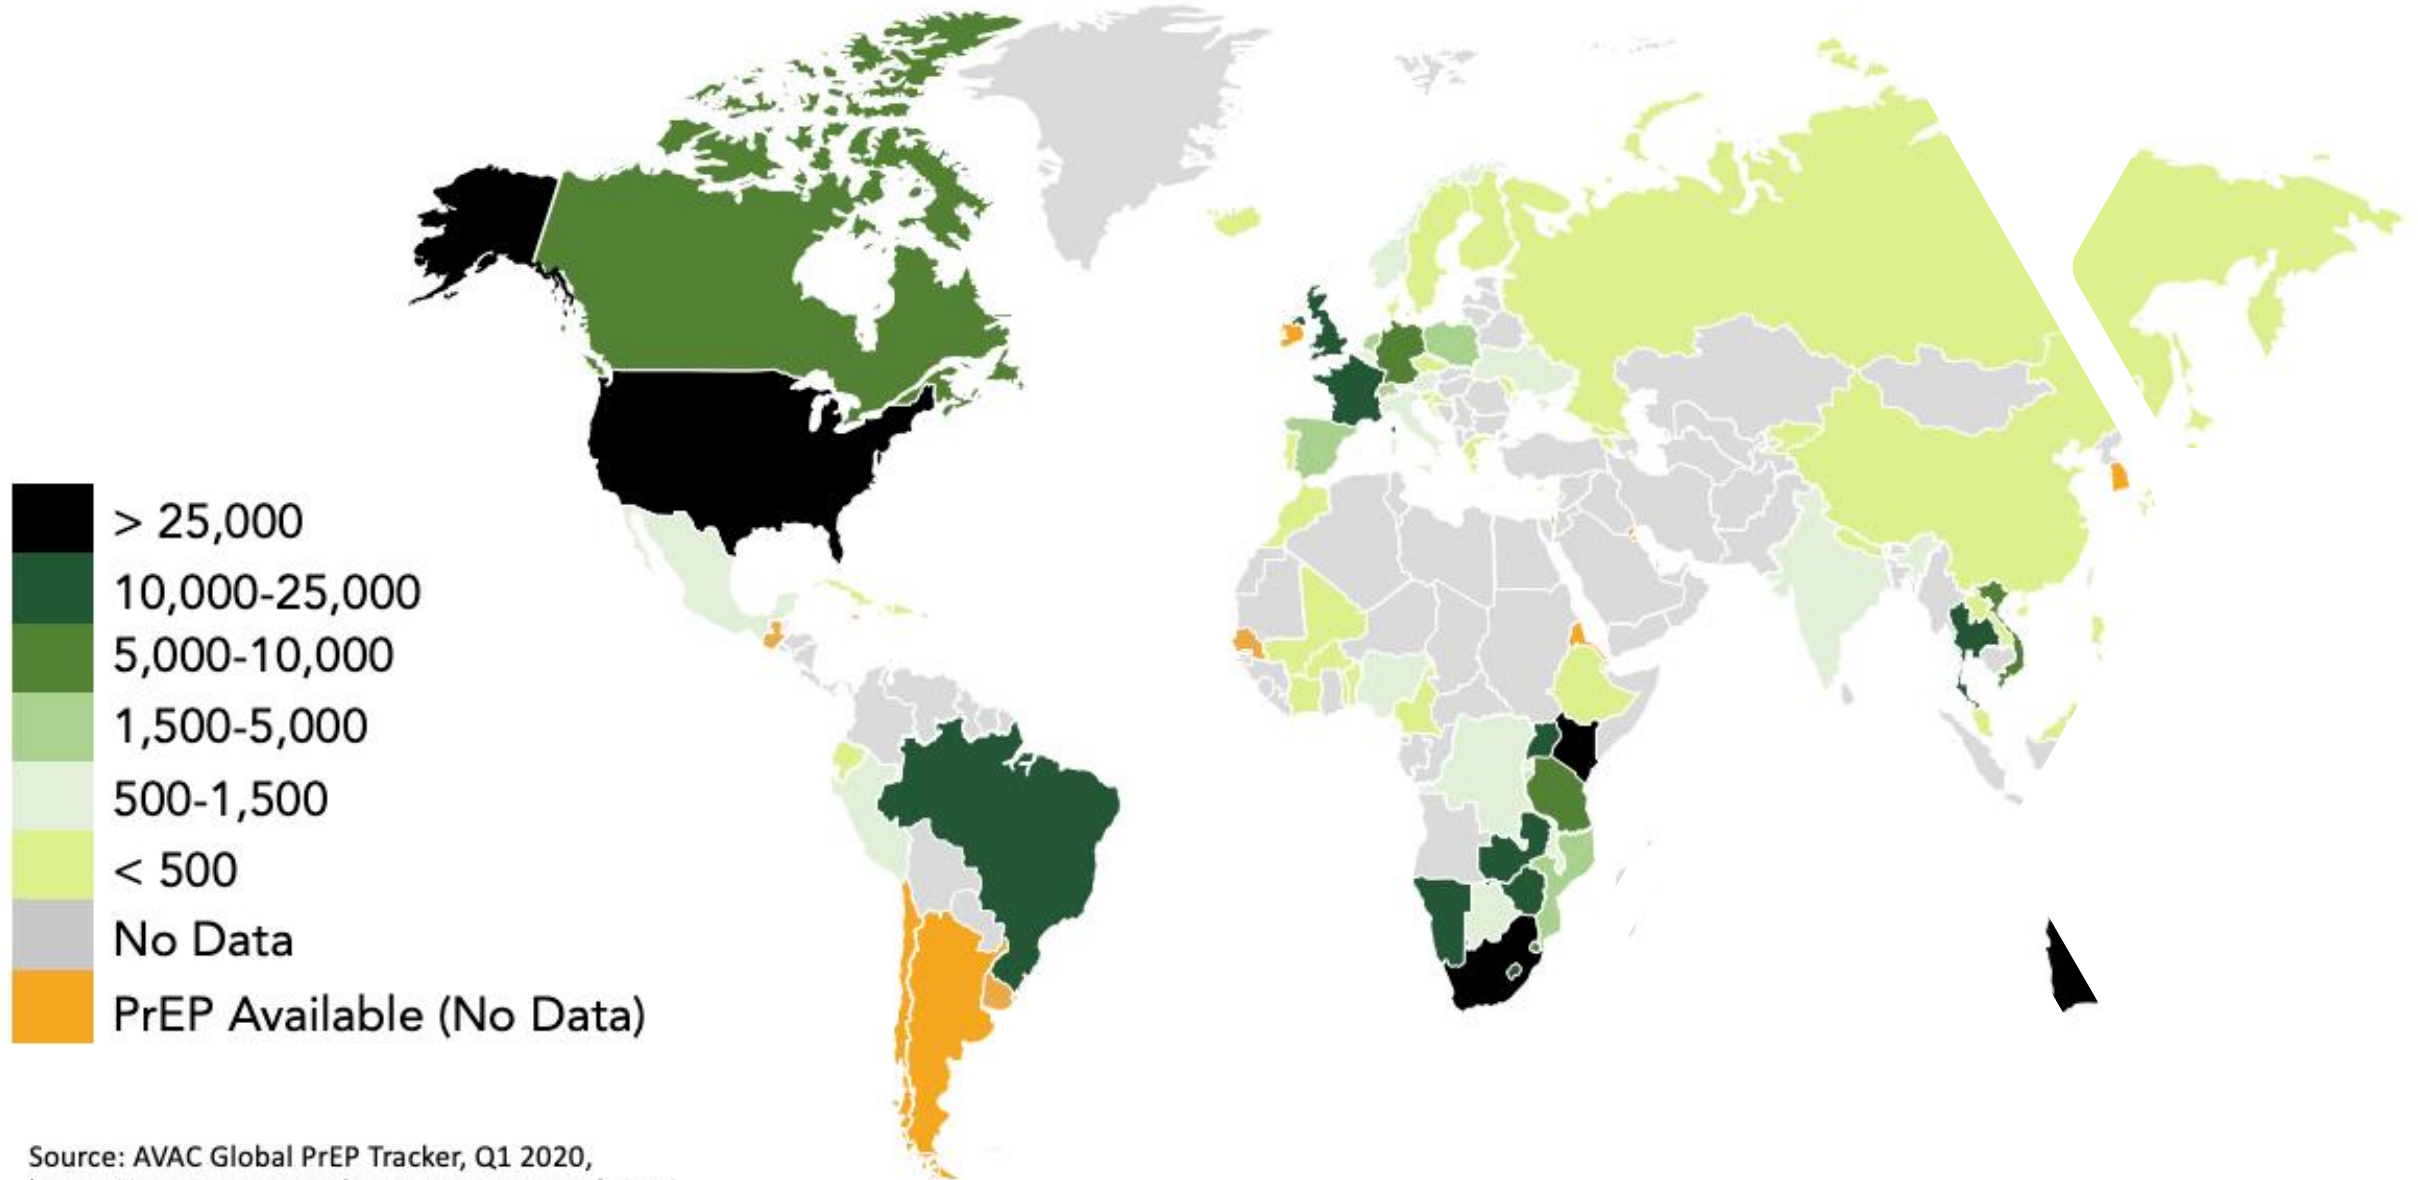 > 25,000
10,000-25,000
5,000-10,000
1,500-5,000
500-1,500
< 500
No Data
PrEP Available (No Data)
Source: AVAC Global PrEP Tracker, Q1 2020,